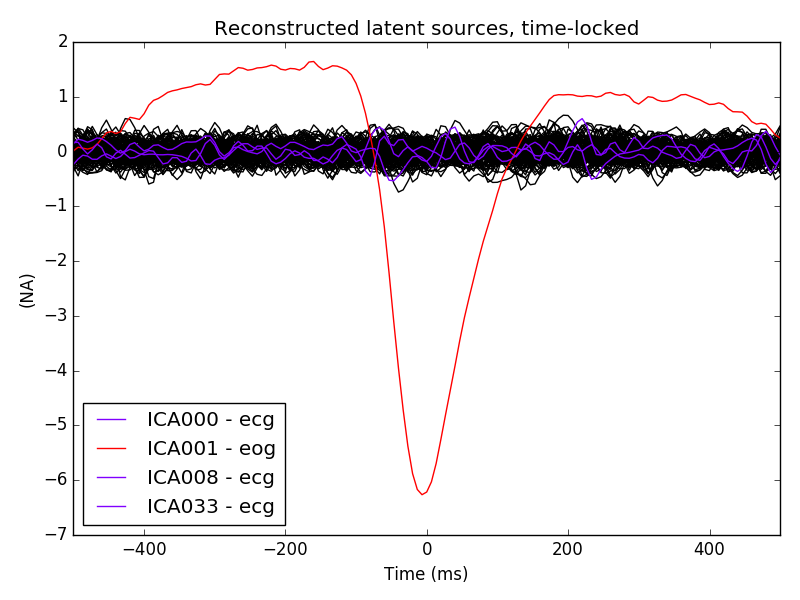 Reconstructed latent sources, time-locked
2
1
0
−1
−2
−3
−4
−5
−6
−7
(NA)
ICA000 - ecg
ICA001 - eog
ICA008 - ecg
ICA033 - ecg
−400
−200
0
200
400
Time (ms)